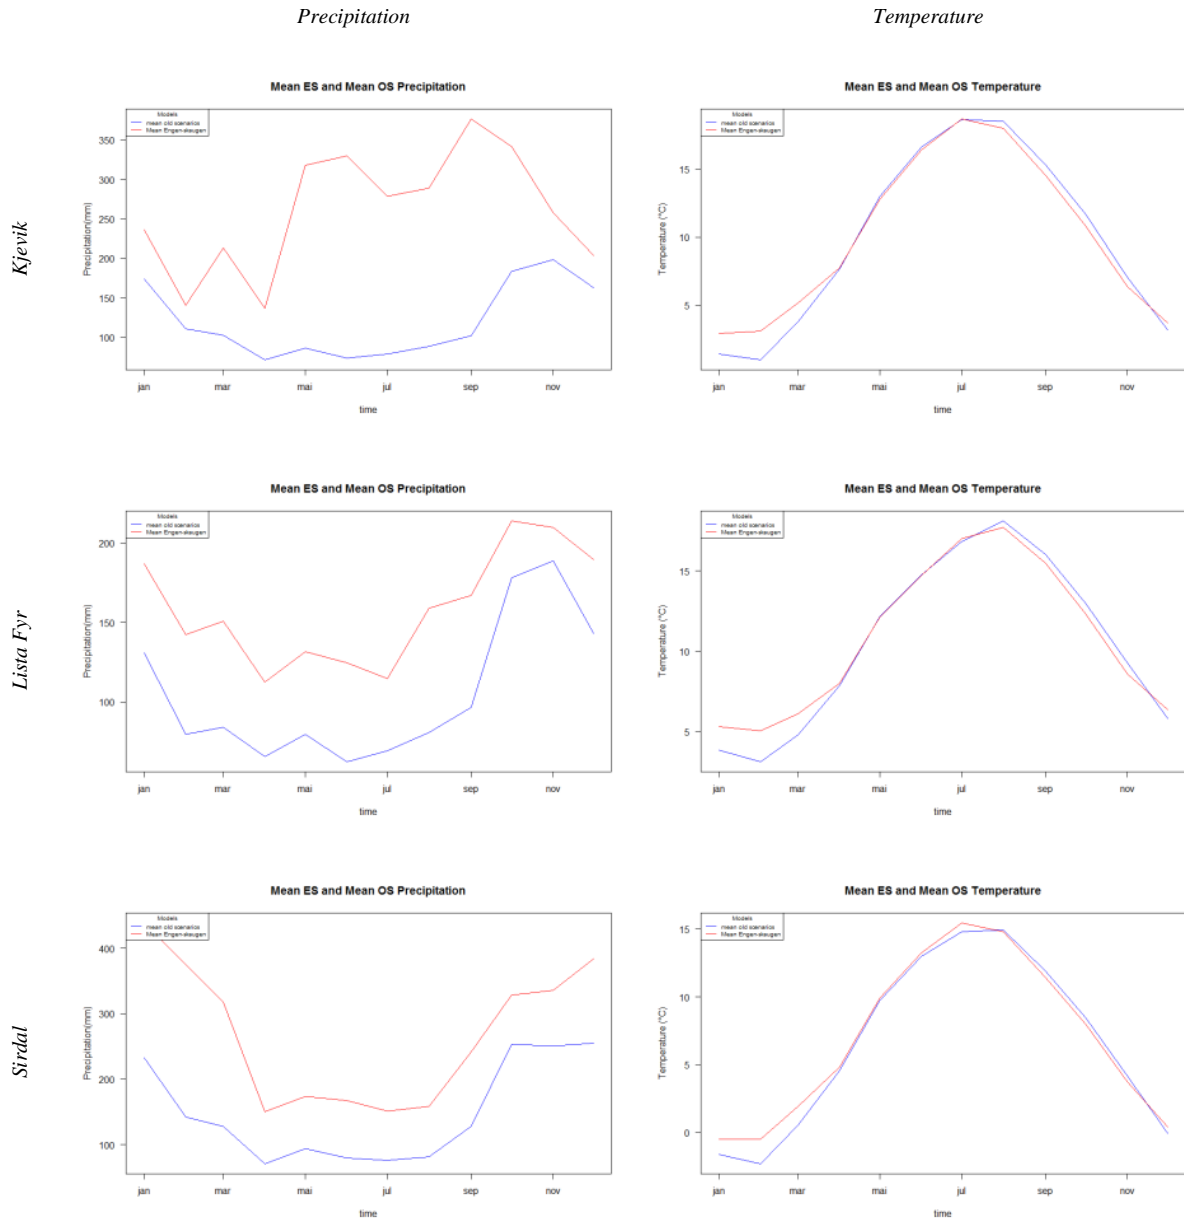 Precipitation
Temperature
Kjevik
Mean ES and Mean OS Precipitation
Models
mean old scenarios
Mean Engen-skaugen
Precipitation(mm)
350
300
250
200
150
100
jan
mar
mai
jul
sep
nov
time
Mean ES and Mean OS Temperature
Models
mean old scenarios
Mean Engen-skaugen
Temperature (°C)
15
10
5
jan
mar
mai
jul
sep
nov
time
Lista Fyr
Mean ES and Mean OS Precipitation
Models
mean old scenarios
Mean Engen-skaugen
Precipitation(mm)
200
150
100
jan
mar
mai
jul
sep
nov
time
Mean ES and Mean OS Temperature
Models
mean old scenarios
Mean Engen-skaugen
Temperature (°C)
15
10
5
jan
mar
mai
jul
sep
nov
time
Sirdal
Mean ES and Mean OS Precipitation
Models
mean old scenarios
Mean Engen-skaugen
Precipitation(mm)
400
300
200
100
jan
mar
mai
jul
sep
nov
time
Mean ES and Mean OS Temperature
Models
mean old scenarios
Mean Engen-skaugen
Temperature (°C)
15
10
5
0
jan
mar
mai
jul
sep
nov
time